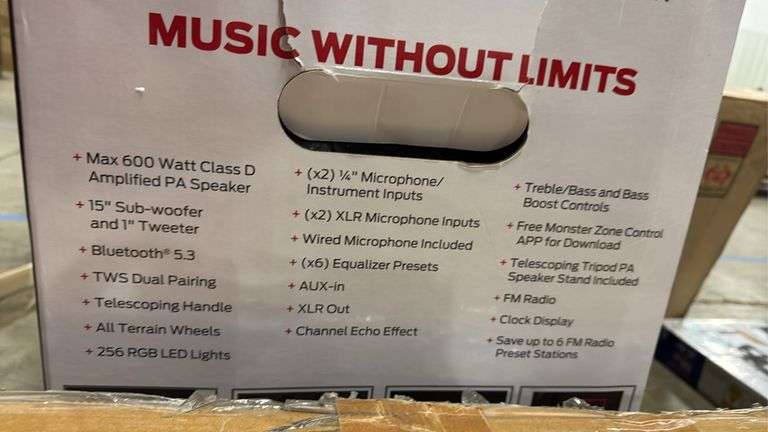 MUSIC WITHOUT LIMITS
+ Max 600 Watt Class D
Amplified PA Speaker
+ 15" Sub-woofer
and 1" Tweeter
+ Bluetooth® 5.3
+ TWS Dual Pairing
+ Telescoping Handle
+ All Terrain Wheels
+ 256 RGB LED Lights
+ (x2) ¼" Microphone/
Instrument Inputs
+ (x2) XLR Microphone Inputs
+ Wired Microphone Included
+ (x6) Equalizer Presets
+ AUX-in
+ XLR Out
+ Channel Echo Effect
+ Treble/Bass and Bass
Boost Controls
+ Free Monster Zone Control
APP for Download
+ Telescoping Tripod PA
Speaker Stand Included
+ FM Radio
+ Clock Display
+ Save up to 6 FM Radio
Preset Stations